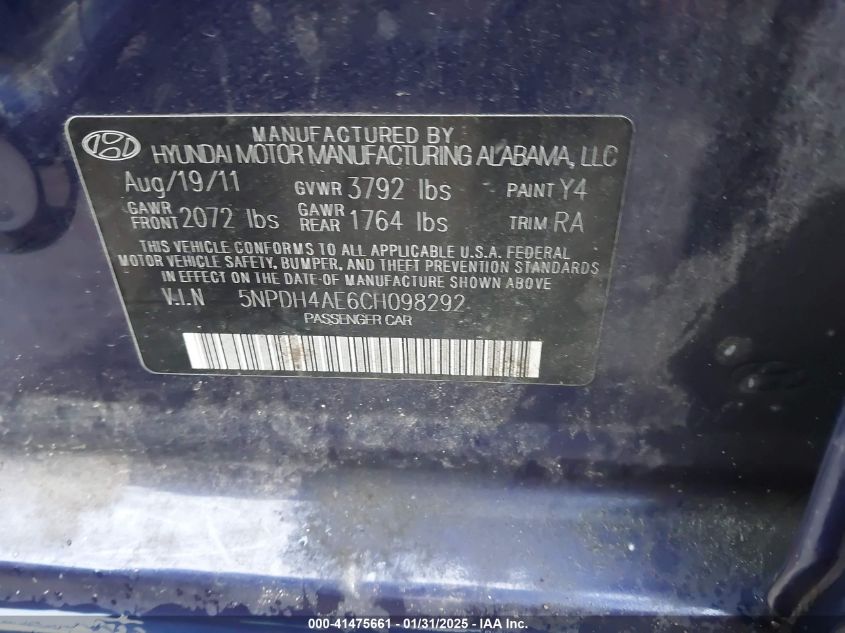 MANUFACTURED BY
HYUNDAI MOTOR MANUFACTURING ALABAMA, LLC
Aug/19/11 GVWR 3792 lbs PAINT Y4
GAWR FRONT 2072 lbs GAWR REAR 1764 lbs TRIM RA
THIS VEHICLE CONFORMS TO ALL APPLICABLE U.S.A. FEDERAL
MOTOR VEHICLE SAFETY, BUMPER, AND THEFT PREVENTION STANDARDS
IN EFFECT ON THE DATE OF MANUFACTURE SHOWN ABOVE
V.I.N 5NPDH4AE6CH098292
PASSENGER CAR
000-41475661 - 01/31/2025 - IAA Inc.